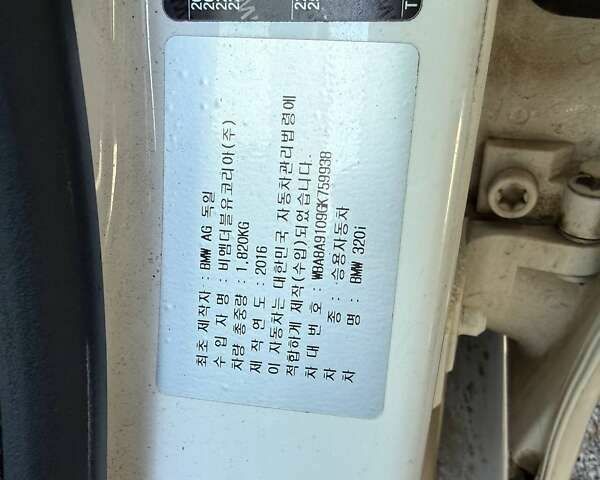 최초 제작자 : BMW AG 독일
수 입 자 명 : 비엠더블유코리아(주)
차량 총중량 : 1,820KG
제 작 연 도 : 2016
이 자동차는 대한민국 자동차관리법령에
적합하게 제작(수입)되었습니다.
차 대 번 호 : WBA8A9109GK759938
차 종 : 승용자동차
차 명 : BMW 320i